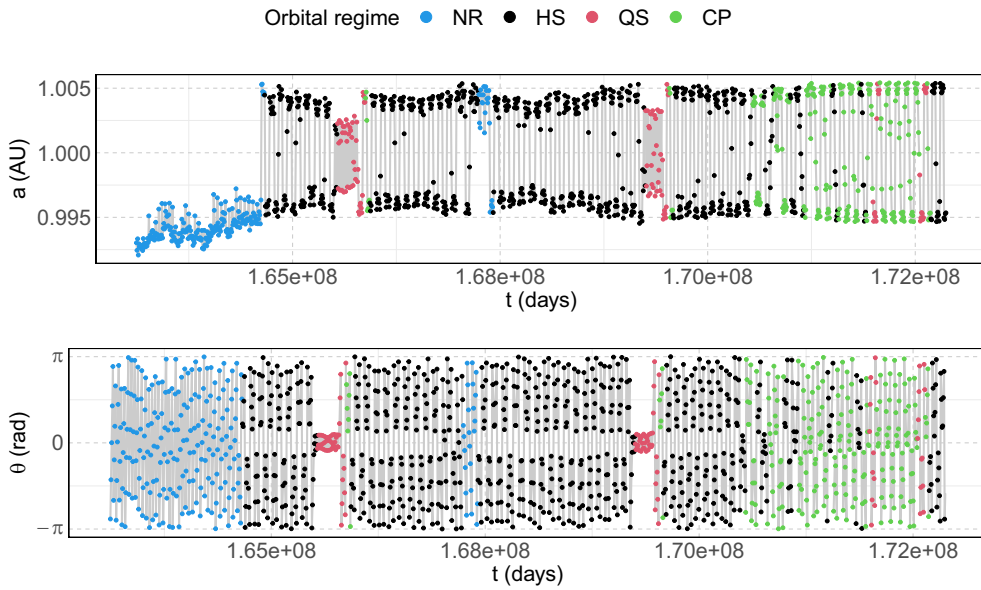 Orbital regime NR HS QS CP
a (AU)
1.005
1.000
0.995
1.65e+08 1.68e+08 1.70e+08 1.72e+08
t (days)
θ (rad)
π
0
−π
1.65e+08 1.68e+08 1.70e+08 1.72e+08
t (days)